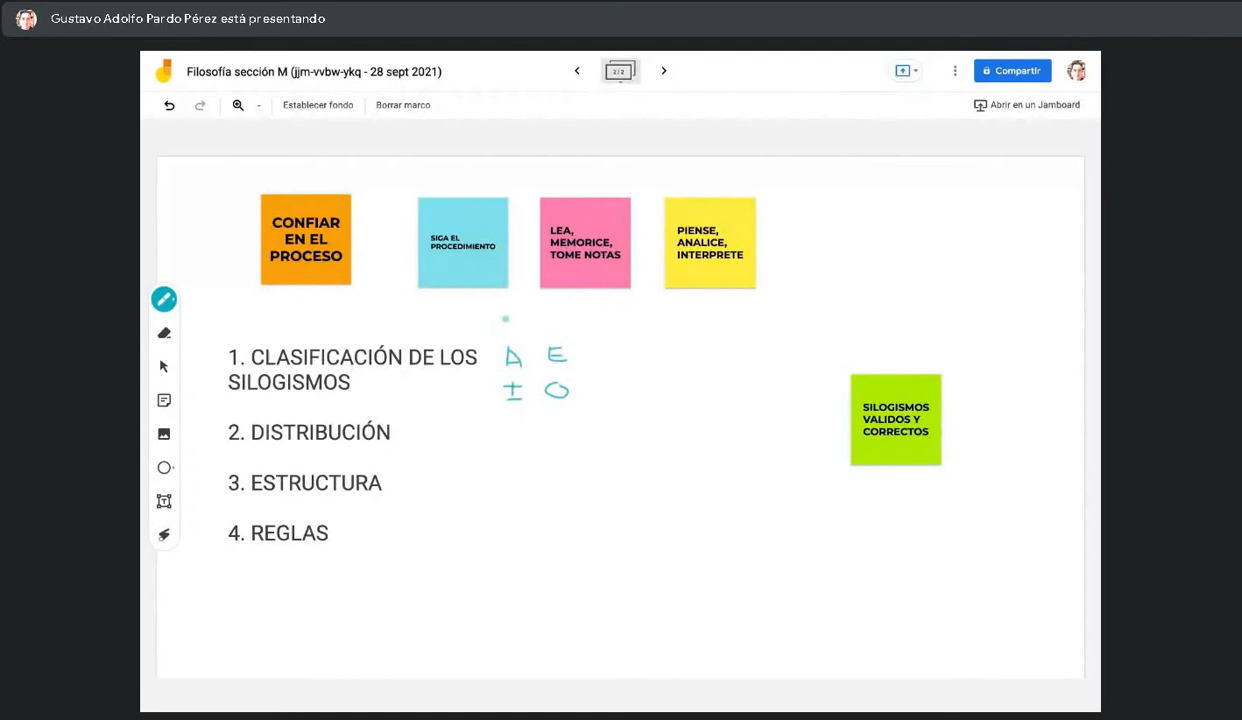 Gustavo Adolfo Pardo Pérez está presentando
Filosofía sección M (jjm-vvbw-ykq - 28 sept 2021)
2/2
Compartir
Establecer fondo
Borrar marco
Abrir en un Jamboard
CONFIAR
EN EL
PROCESO
SIGA EL
PROCEDIMIENTO
LEA,
MEMORICE,
TOME NOTAS
PIENSE,
ANALICE,
INTERPRETE
1. CLASIFICACIÓN DE LOS
SILOGISMOS
A E
I O
2. DISTRIBUCIÓN
3. ESTRUCTURA
4. REGLAS
SILOGISMOS
VALIDOS Y
CORRECTOS